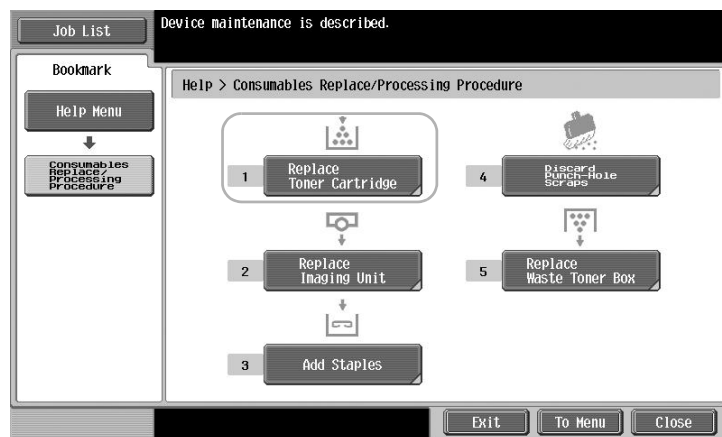 Job List
Device maintenance is described.
Bookmark
Help Menu
Consumables
Replace/
Processing
Procedure
Help > Consumables Replace/Processing Procedure
1
Replace
Toner Cartridge
4
Discard
Punch-Hole
Scraps
2
Replace
Imaging Unit
5
Replace
Waste Toner Box
3
Add Staples
Exit
To Menu
Close